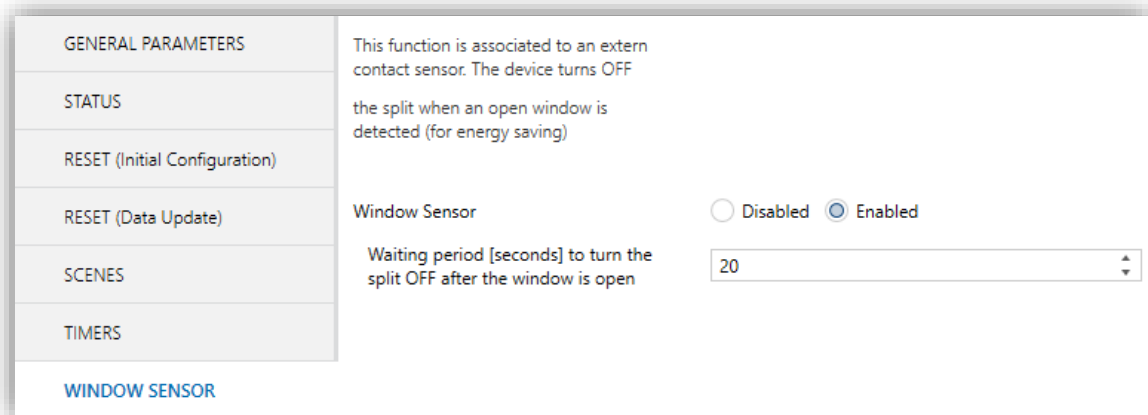 GENERAL PARAMETERS
STATUS
RESET (Initial Configuration)
RESET (Data Update)
SCENES
TIMERS
WINDOW SENSOR
This function is associated to an extern
contact sensor. The device turns OFF
the split when an open window is
detected (for energy saving)
Window Sensor
Disabled
Enabled
Waiting period [seconds] to turn the
split OFF after the window is open
20